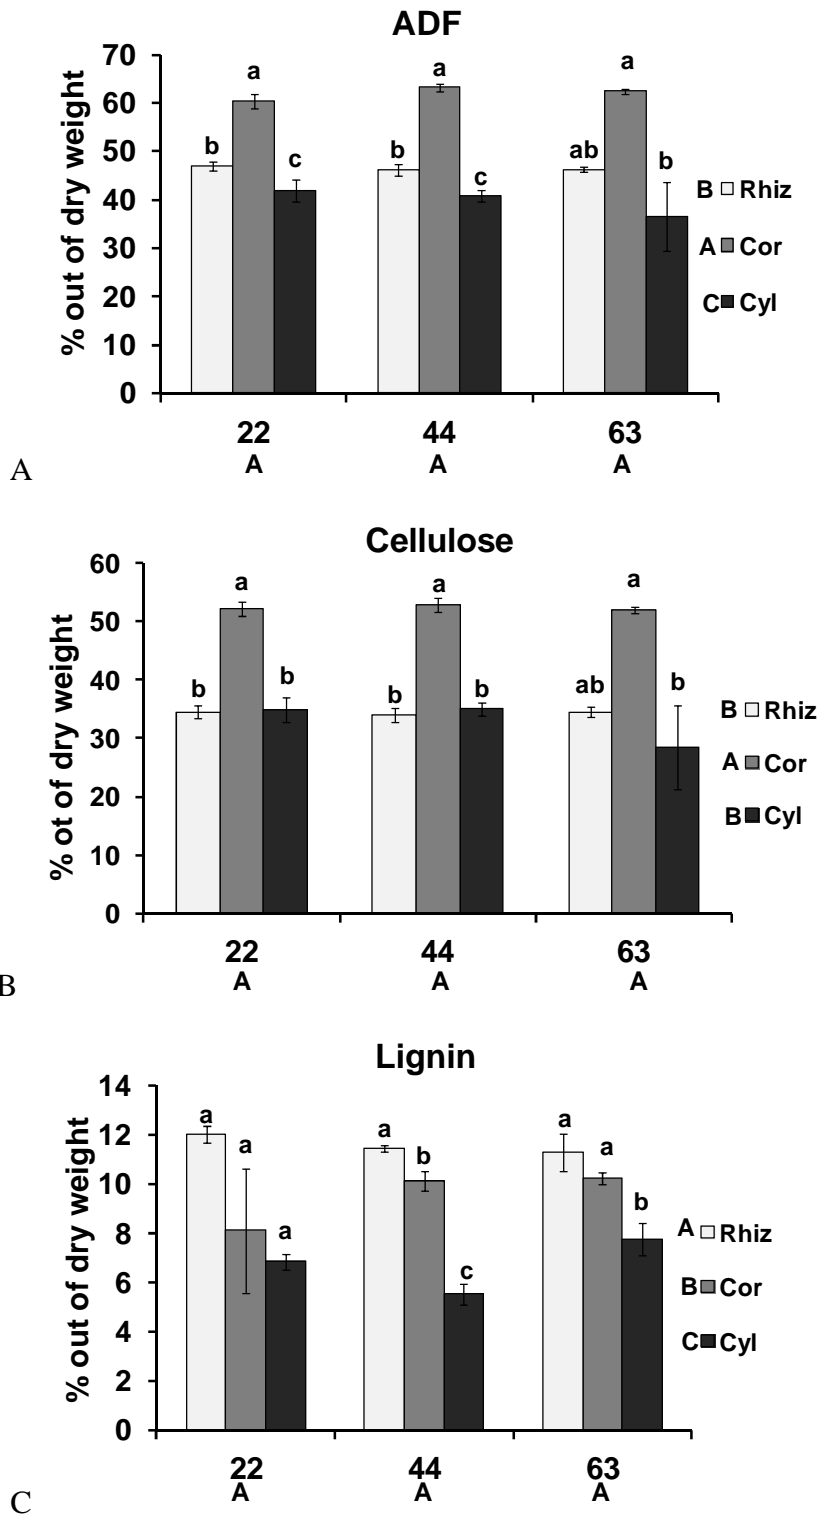 ADF
70
60
50
40
30
20
10
0
% out of dry weight
b a c
b a c
ab a b
B Rhiz
A Cor
C Cyl
22 44 63
A A A
A
Cellulose
60
50
40
30
20
10
0
% ot of dry weight
b a b
b a b
ab a b
B Rhiz
A Cor
B Cyl
22 44 63
A A A
B
Lignin
14
12
10
8
6
4
2
0
% out of dry weight
a a a
a b c
a a b
A Rhiz
B Cor
C Cyl
22 44 63
A A A
C